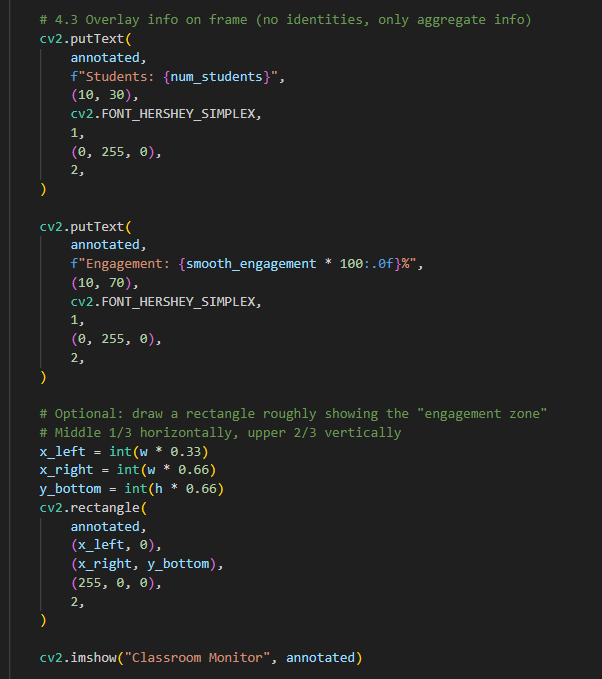 # 4.3 Overlay info on frame (no identities, only aggregate info)
cv2.putText(
    annotated,
    f"Students: {num_students}",
    (10, 30),
    cv2.FONT_HERSHEY_SIMPLEX,
    1,
    (0, 255, 0),
    2,
)

cv2.putText(
    annotated,
    f"Engagement: {smooth_engagement * 100:.0f}%",
    (10, 70),
    cv2.FONT_HERSHEY_SIMPLEX,
    1,
    (0, 255, 0),
    2,
)

# Optional: draw a rectangle roughly showing the "engagement zone"
# Middle 1/3 horizontally, upper 2/3 vertically
x_left = int(w * 0.33)
x_right = int(w * 0.66)
y_bottom = int(h * 0.66)
cv2.rectangle(
    annotated,
    (x_left, 0),
    (x_right, y_bottom),
    (255, 0, 0),
    2,
)

cv2.imshow("Classroom Monitor", annotated)